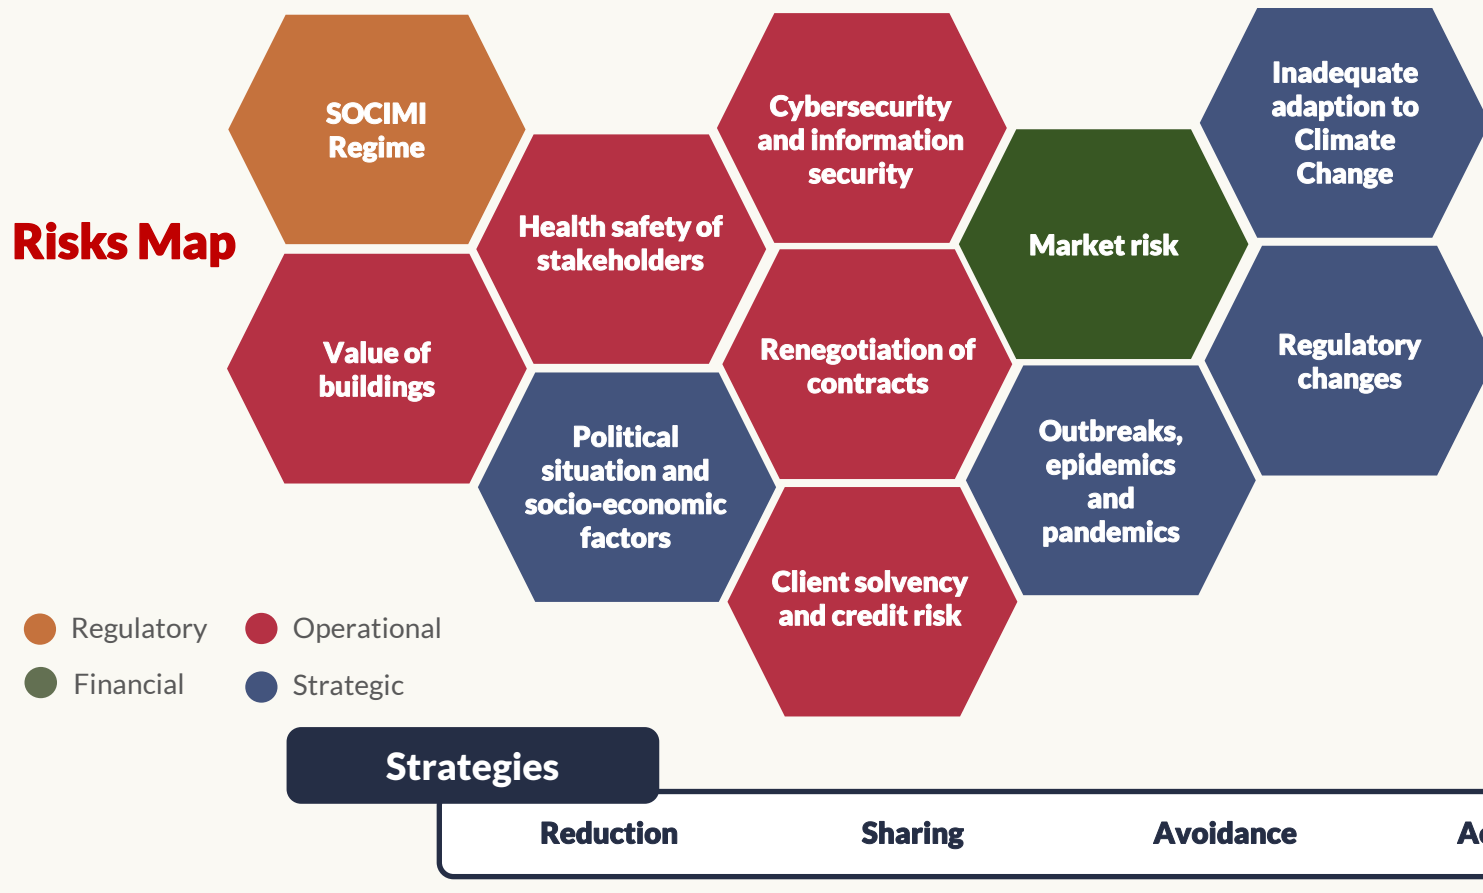 Risks Map
SOCIMI
Regime
Value of
buildings
Health safety of
stakeholders
Political
situation and
socio-economic
factors
Cybersecurity
and information
security
Renegotiation of
contracts
Client solvency
and credit risk
Market risk
Outbreaks,
epidemics
and
pandemics
Inadequate
adaption to
Climate
Change
Regulatory
changes
Regulatory
Operational
Financial
Strategic
Strategies
Reduction
Sharing
Avoidance